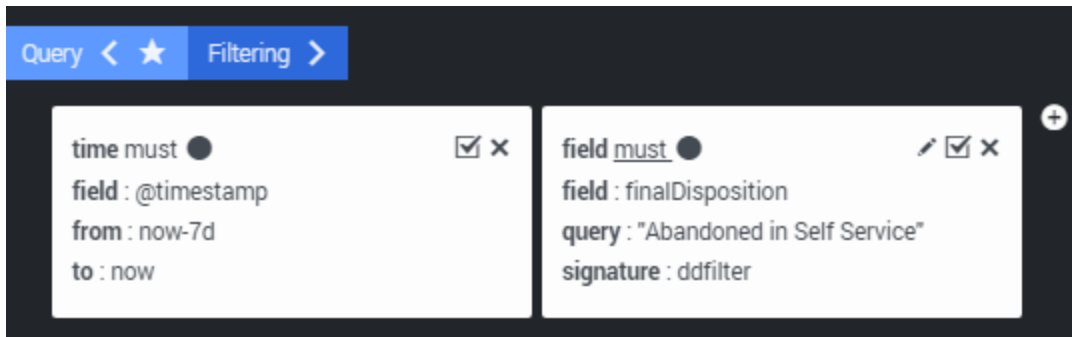 Query Filtering
time must
field : @timestamp
from : now-7d
to : now
field must
field : finalDisposition
query : "Abandoned in Self Service"
signature : ddfilter